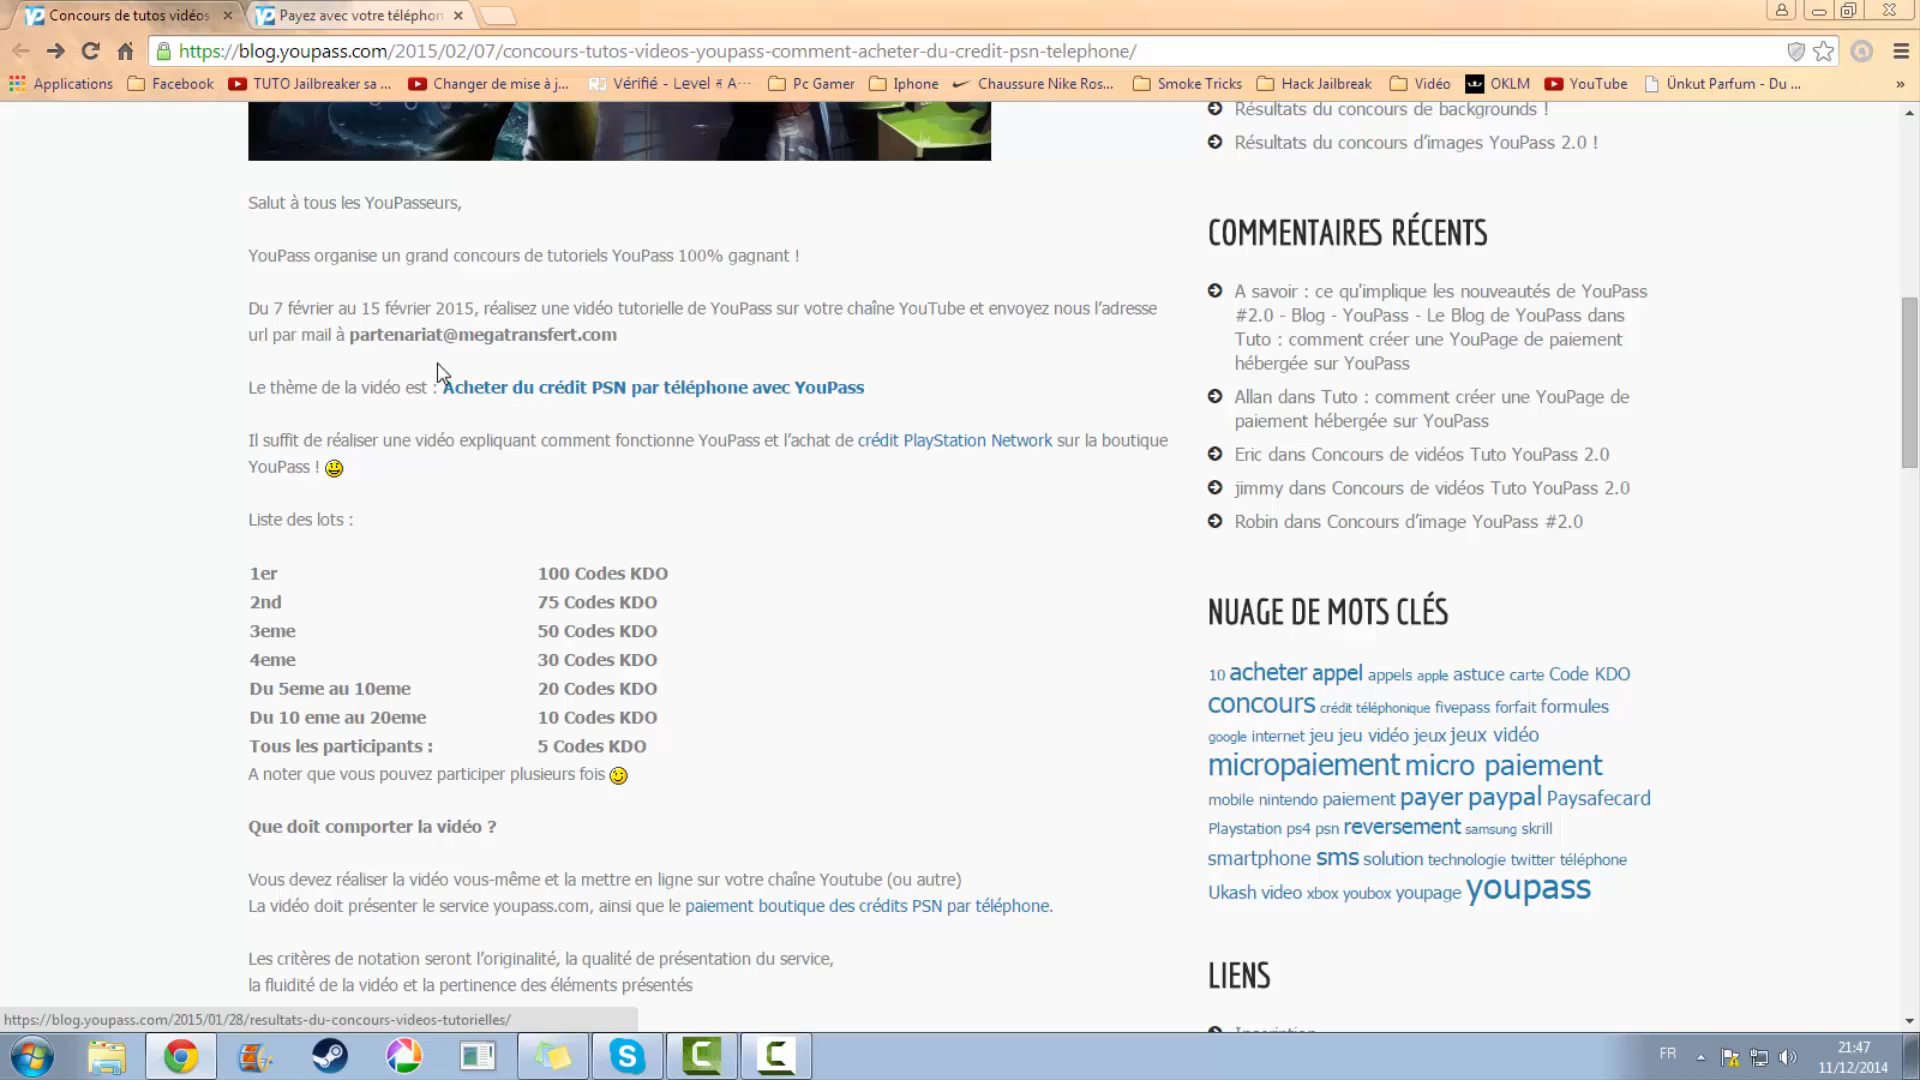 Concours de tutos vidéos
Payez avec votre téléphon
https://blog.youpass.com/2015/02/07/concours-tutos-videos-youpass-comment-acheter-du-credit-psn-telephone/
Applications Facebook TUTO Jailbreaker sa ... Changer de mise à j... Vérifié - Level # A... Pc Gamer Iphone Chaussure Nike Ros... Smoke Tricks Hack Jailbreak Vidéo OKLM YouTube Ünkut Parfum - Du ... »
Salut à tous les YouPasseurs,
YouPass organise un grand concours de tutoriels YouPass 100% gagnant !
Du 7 février au 15 février 2015, réalisez une vidéo tutorielle de YouPass sur votre chaîne YouTube et envoyez nous l’adresse
url par mail à partenariat@megatransfert.com
Le thème de la vidéo est : Acheter du crédit PSN par téléphone avec YouPass
Il suffit de réaliser une vidéo expliquant comment fonctionne YouPass et l’achat de crédit PlayStation Network sur la boutique
YouPass !
Liste des lots :
1er 100 Codes KDO
2nd 75 Codes KDO
3eme 50 Codes KDO
4eme 30 Codes KDO
Du 5eme au 10eme 20 Codes KDO
Du 10 eme au 20eme 10 Codes KDO
Tous les participants : 5 Codes KDO
A noter que vous pouvez participer plusieurs fois
Que doit comporter la vidéo ?
Vous devez réaliser la vidéo vous-même et la mettre en ligne sur votre chaîne Youtube (ou autre)
La vidéo doit présenter le service youpass.com, ainsi que le paiement boutique des crédits PSN par téléphone.
Les critères de notation seront l’originalité, la qualité de présentation du service,
la fluidité de la vidéo et la pertinence des éléments présentés
Résultats du concours de backgrounds !
Résultats du concours d’images YouPass 2.0 !
COMMENTAIRES RÉCENTS
A savoir : ce qu'implique les nouveautés de YouPass
#2.0 - Blog - YouPass - Le Blog de YouPass dans
Tuto : comment créer une YouPage de paiement
hébergée sur YouPass
Allan dans Tuto : comment créer une YouPage de
paiement hébergée sur YouPass
Eric dans Concours de vidéos Tuto YouPass 2.0
jimmy dans Concours de vidéos Tuto YouPass 2.0
Robin dans Concours d’image YouPass #2.0
NUAGE DE MOTS CLÉS
10 acheter appel appels apple astuce carte Code KDO
concours crédit téléphonique fivepass forfait formules
google internet jeu jeu vidéo jeux jeux vidéo
micropaiement micro paiement
mobile nintendo paiement payer paypal Paysafecard
Playstation ps4 psn reversement samsung skrill
smartphone sms solution technologie twitter téléphone
Ukash video xbox youbox youpage youpass
LIENS
Inscription
https://blog.youpass.com/2015/01/28/resultats-du-concours-videos-tutorielles/
FR
21:47
11/12/2014